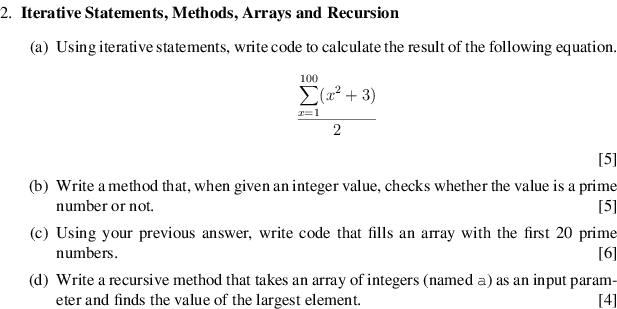 2. Iterative Statements, Methods, Arrays and Recursion
(a) Using iterative statements, write code to calculate the result of the following equation.
100
∑(x² + 3)
x=1
2
[5]
(b) Write a method that, when given an integer value, checks whether the value is a prime
number or not. [5]
(c) Using your previous answer, write code that fills an array with the first 20 prime
numbers. [6]
(d) Write a recursive method that takes an array of integers (named a) as an input param-
eter and finds the value of the largest element. [4]